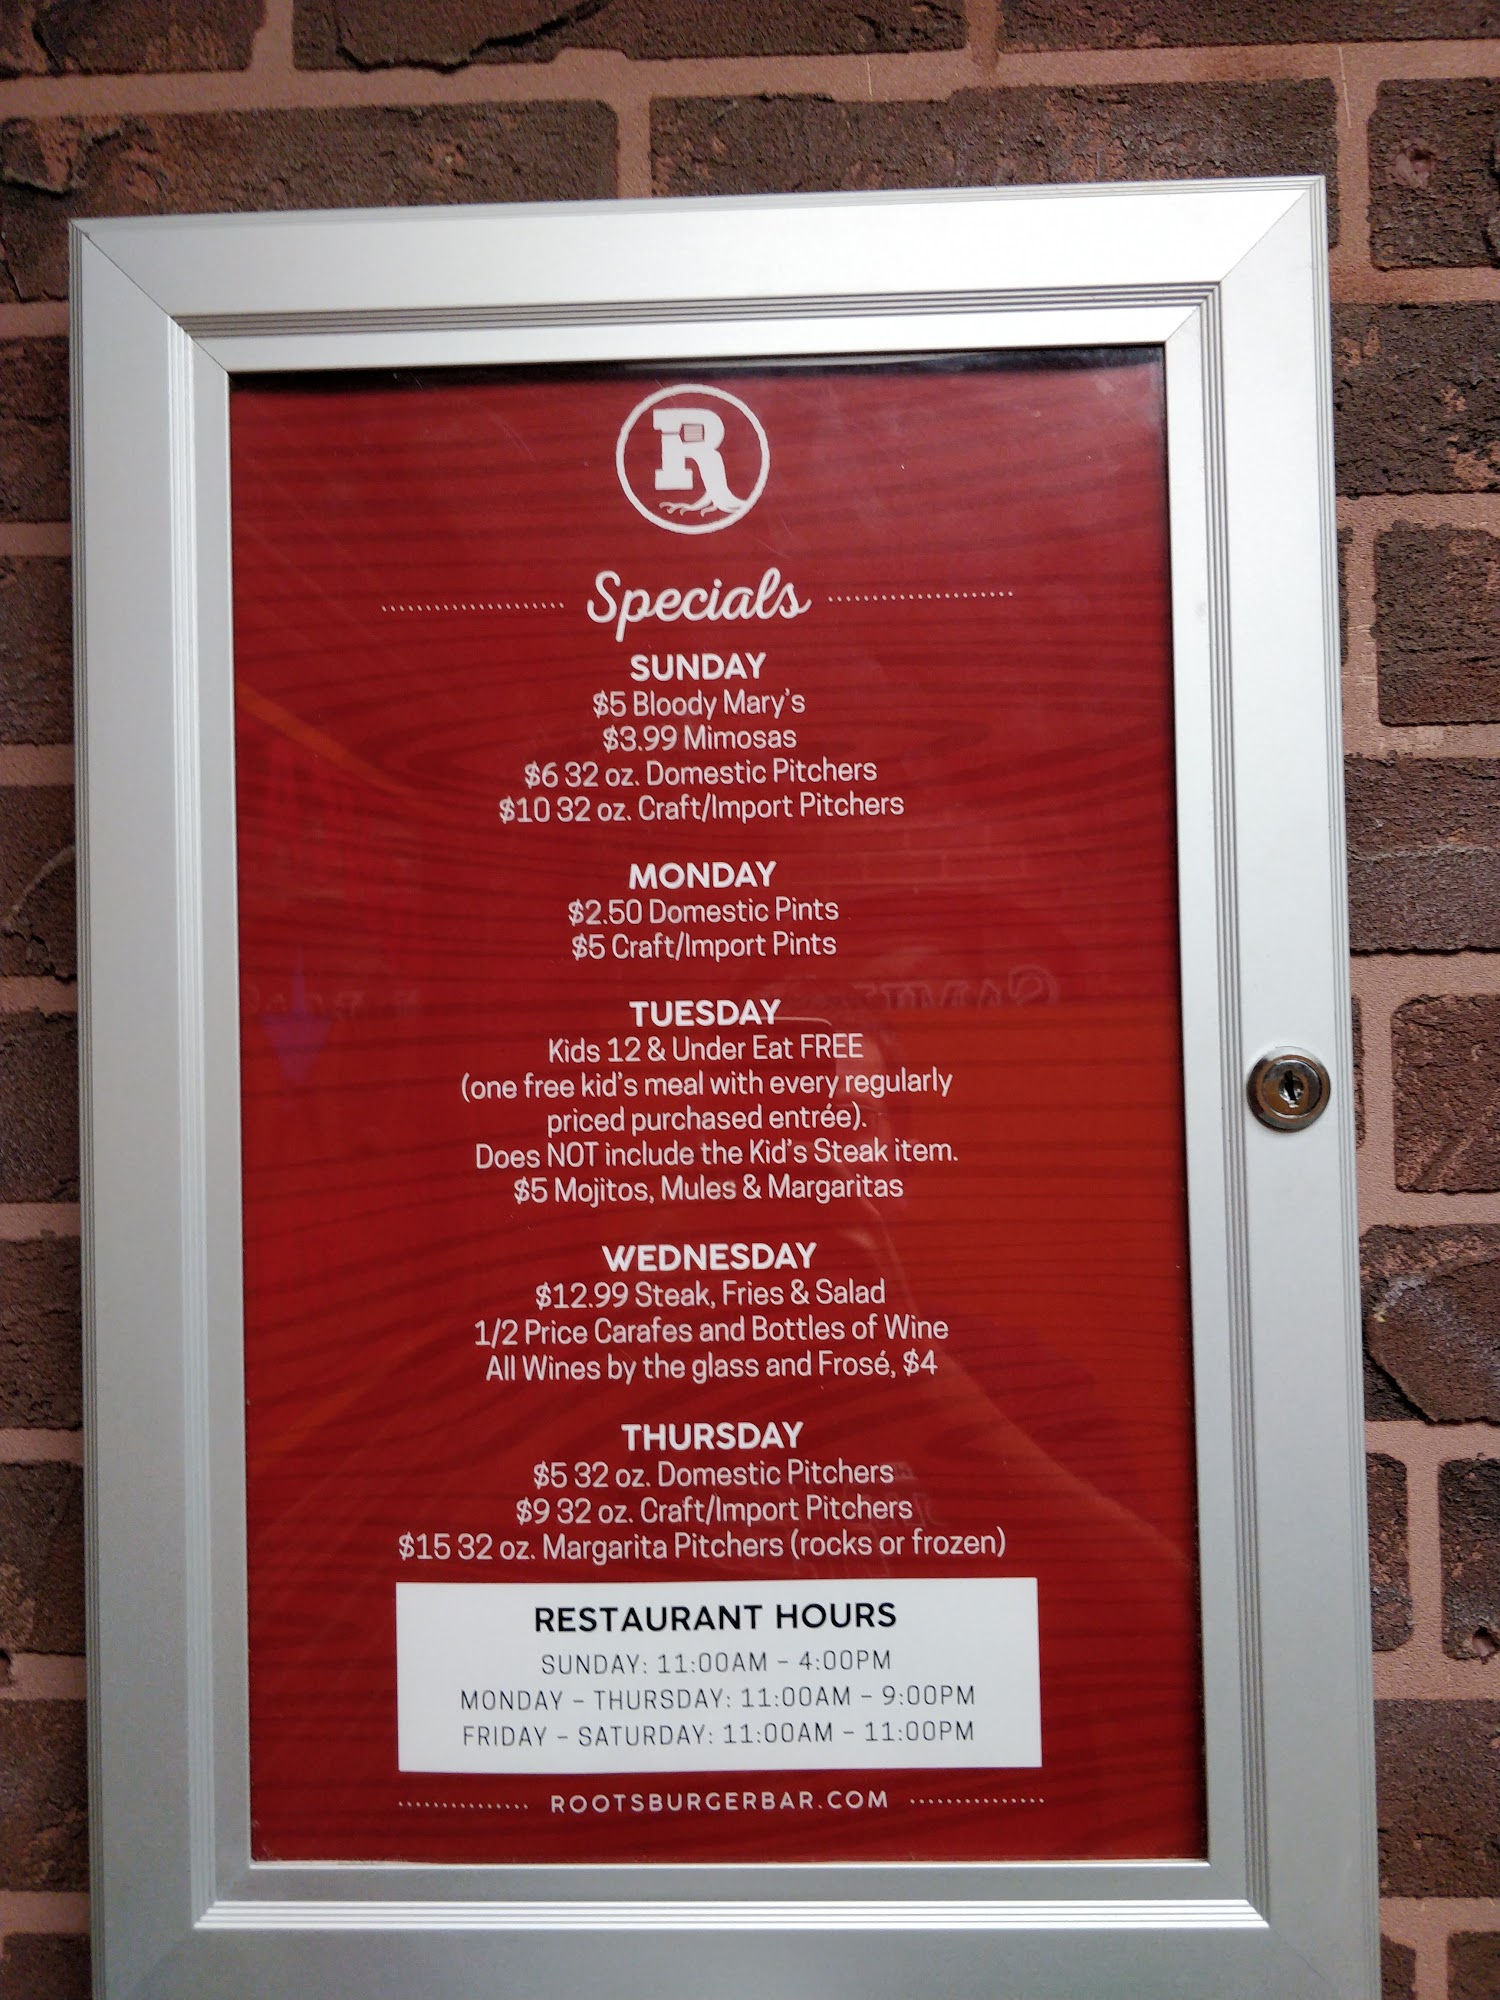 R
Specials
SUNDAY
$5 Bloody Mary's
$3.99 Mimosas
$6 32 oz. Domestic Pitchers
$10 32 oz. Craft/Import Pitchers
MONDAY
$2.50 Domestic Pints
$5 Craft/Import Pints
TUESDAY
Kids 12 & Under Eat FREE
(one free kid's meal with every regularly
priced purchased entrée).
Does NOT include the Kid's Steak item.
$5 Mojitos, Mules & Margaritas
WEDNESDAY
$12.99 Steak, Fries & Salad
1/2 Price Carafes and Bottles of Wine
All Wines by the glass and Frosé, $4
THURSDAY
$5 32 oz. Domestic Pitchers
$9 32 oz. Craft/Import Pitchers
$15 32 oz. Margarita Pitchers (rocks or frozen)
RESTAURANT HOURS
SUNDAY: 11:00AM – 4:00PM
MONDAY – THURSDAY: 11:00AM – 9:00PM
FRIDAY – SATURDAY: 11:00AM – 11:00PM
ROOTSBURGERBAR.COM